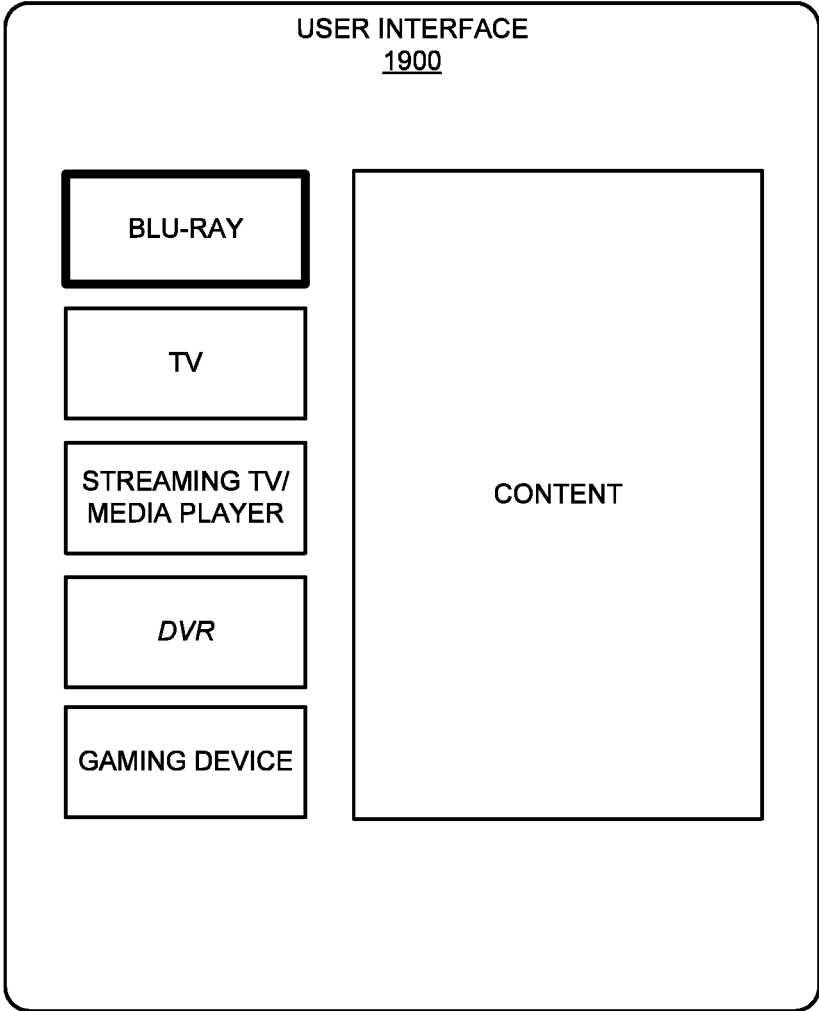 USER INTERFACE
1900
BLU-RAY
TV
STREAMING TV/
MEDIA PLAYER
DVR
GAMING DEVICE
CONTENT